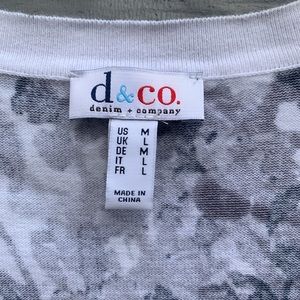 d&co.
denim + company
US M
UK L
DE M
IT L
FR L
MADE IN
CHINA